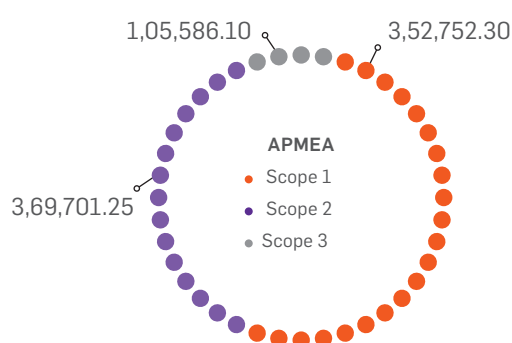 1,05,586.10
3,52,752.30
APMEA
Scope 1
Scope 2
Scope 3
3,69,701.25